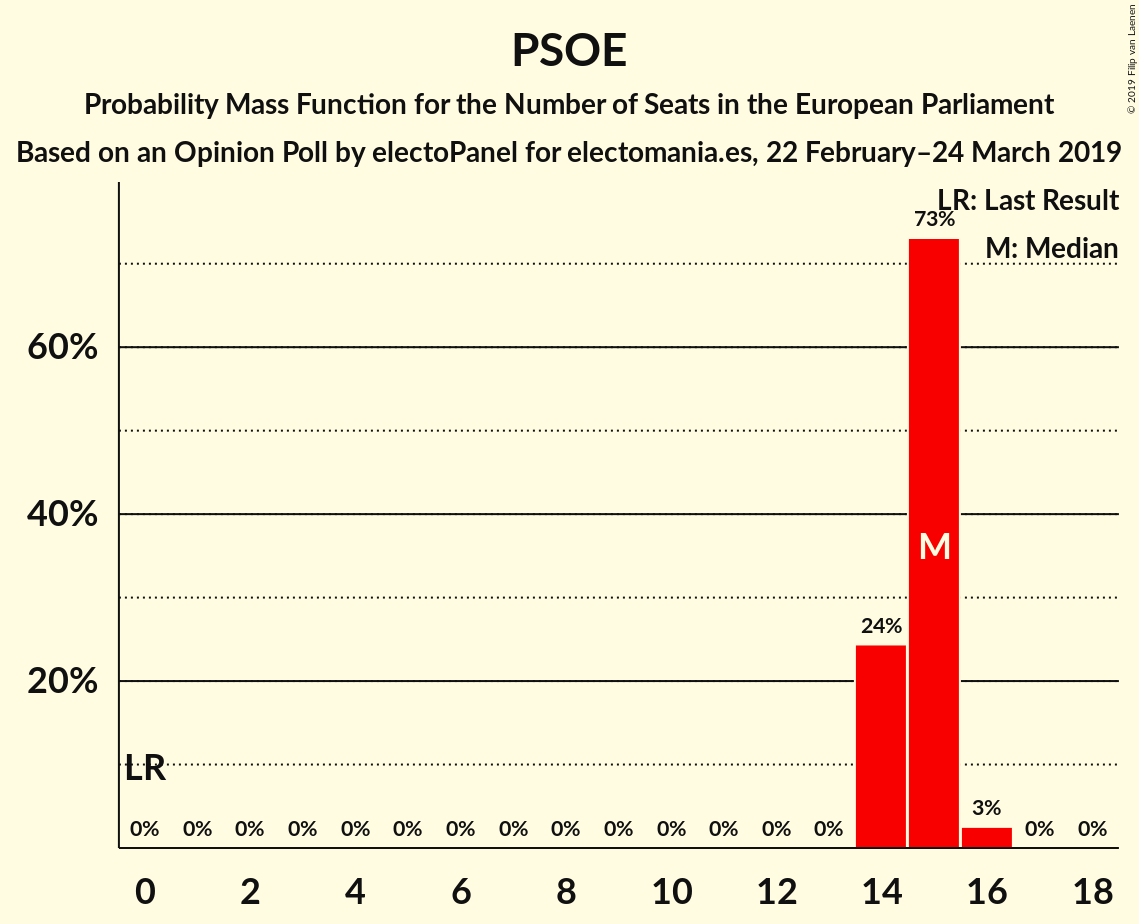 PSOE
Probability Mass Function for the Number of Seats in the European Parliament
Based on an Opinion Poll by electoPanel for electomania.es, 22 February–24 March 2019
© 2019 Filip van Laenen
LR: Last Result
M: Median
73%
60%
40%
M
24%
20%
LR
3%
0% 0% 0% 0% 0% 0% 0% 0% 0% 0% 0% 0% 0% 0% 0% 0%
0 2 4 6 8 10 12 14 16 18